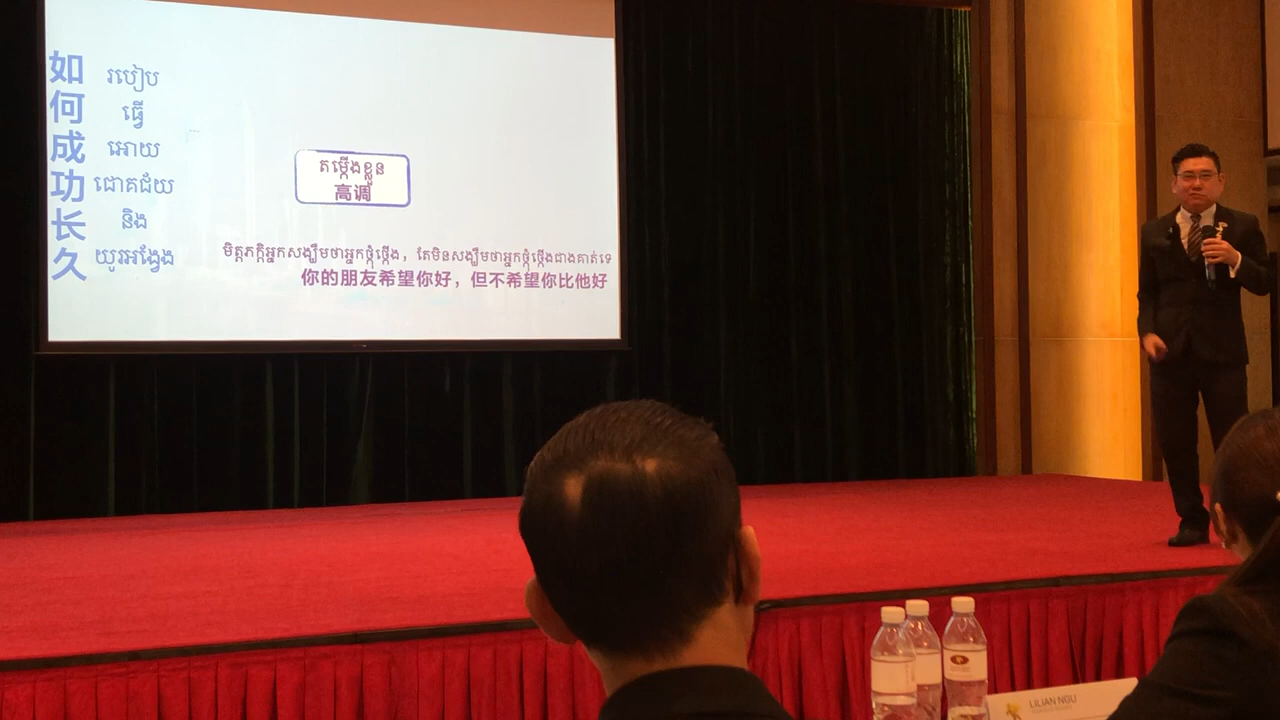 如何成功长久
របៀប
ធ្វើ
អោយ
ជោគជ័យ
និង
យូរអង្វែង
តម្កើងខ្លួន
高调
មិត្តភក្តិអ្នកសង្ឃឹមថាអ្នកថ្កុំថ្កើង, តែមិនសង្ឃឹមថាអ្នកថ្កុំថ្កើងជាងគាត់ទេ
你的朋友希望你好，但不希望你比他好
LILIAN NGU